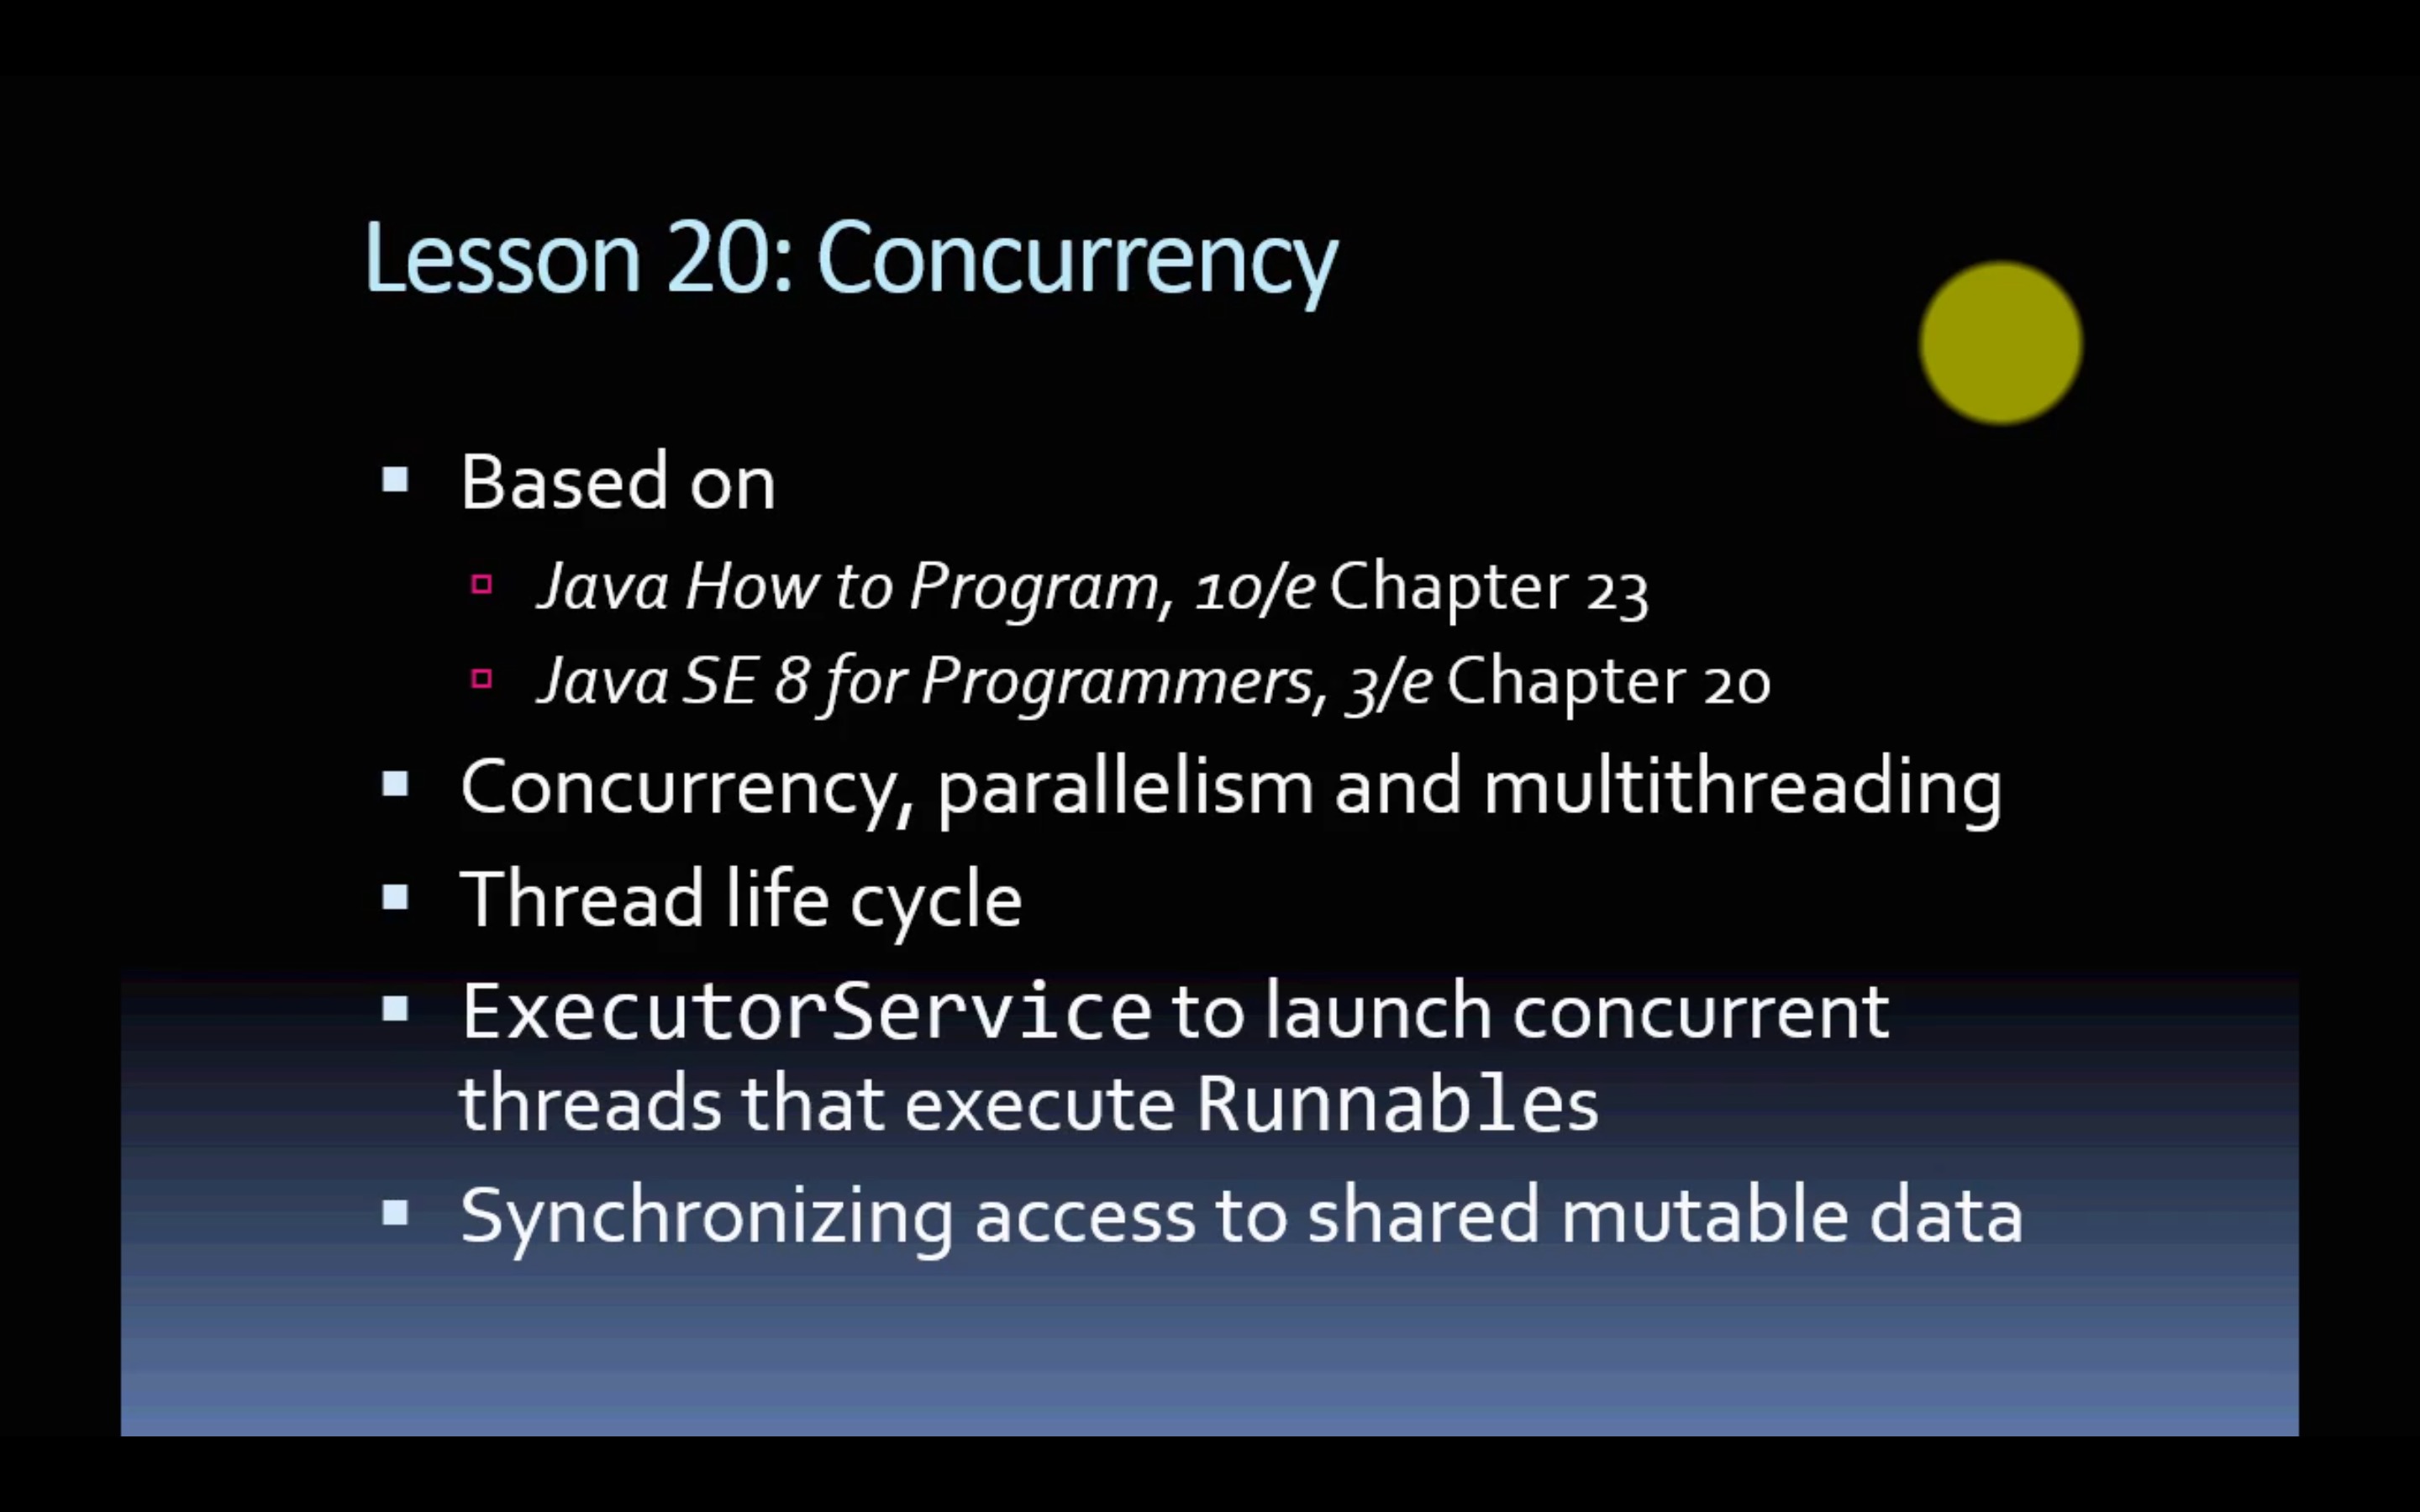 Lesson 20: Concurrency
Based on
Java How to Program, 10/e Chapter 23
Java SE 8 for Programmers, 3/e Chapter 20
Concurrency, parallelism and multithreading
Thread life cycle
ExecutorService to launch concurrent
threads that execute Runnables
Synchronizing access to shared mutable data